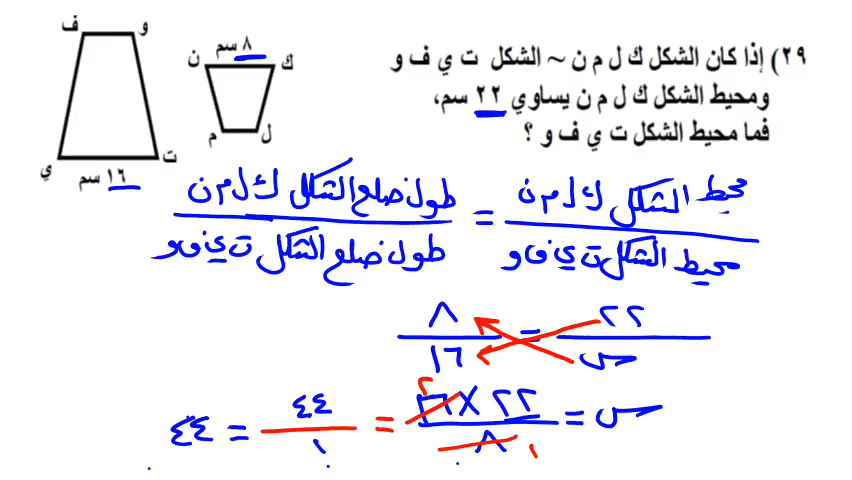 ٢٩) إذا كان الشكل ك ل م ن ~ الشكل ت ي ف و
ومحيط الشكل ك ل م ن يساوي ٢٢ سم،
فما محيط الشكل ت ي ف و ؟
ف و
ن ٨ سم ك
م ل
ي ١٦ سم ت
محيط الشكل ك ل م ن = طول ضلع الشكل ك ل م ن
محيط الشكل ت ي ف و طول ضلع الشكل ت ي ف و
٢٢ = ٨
س ١٦
س = ٢٢ × ١٦ ٢ = ٤٤ = ٤٤
٨ ١ ١